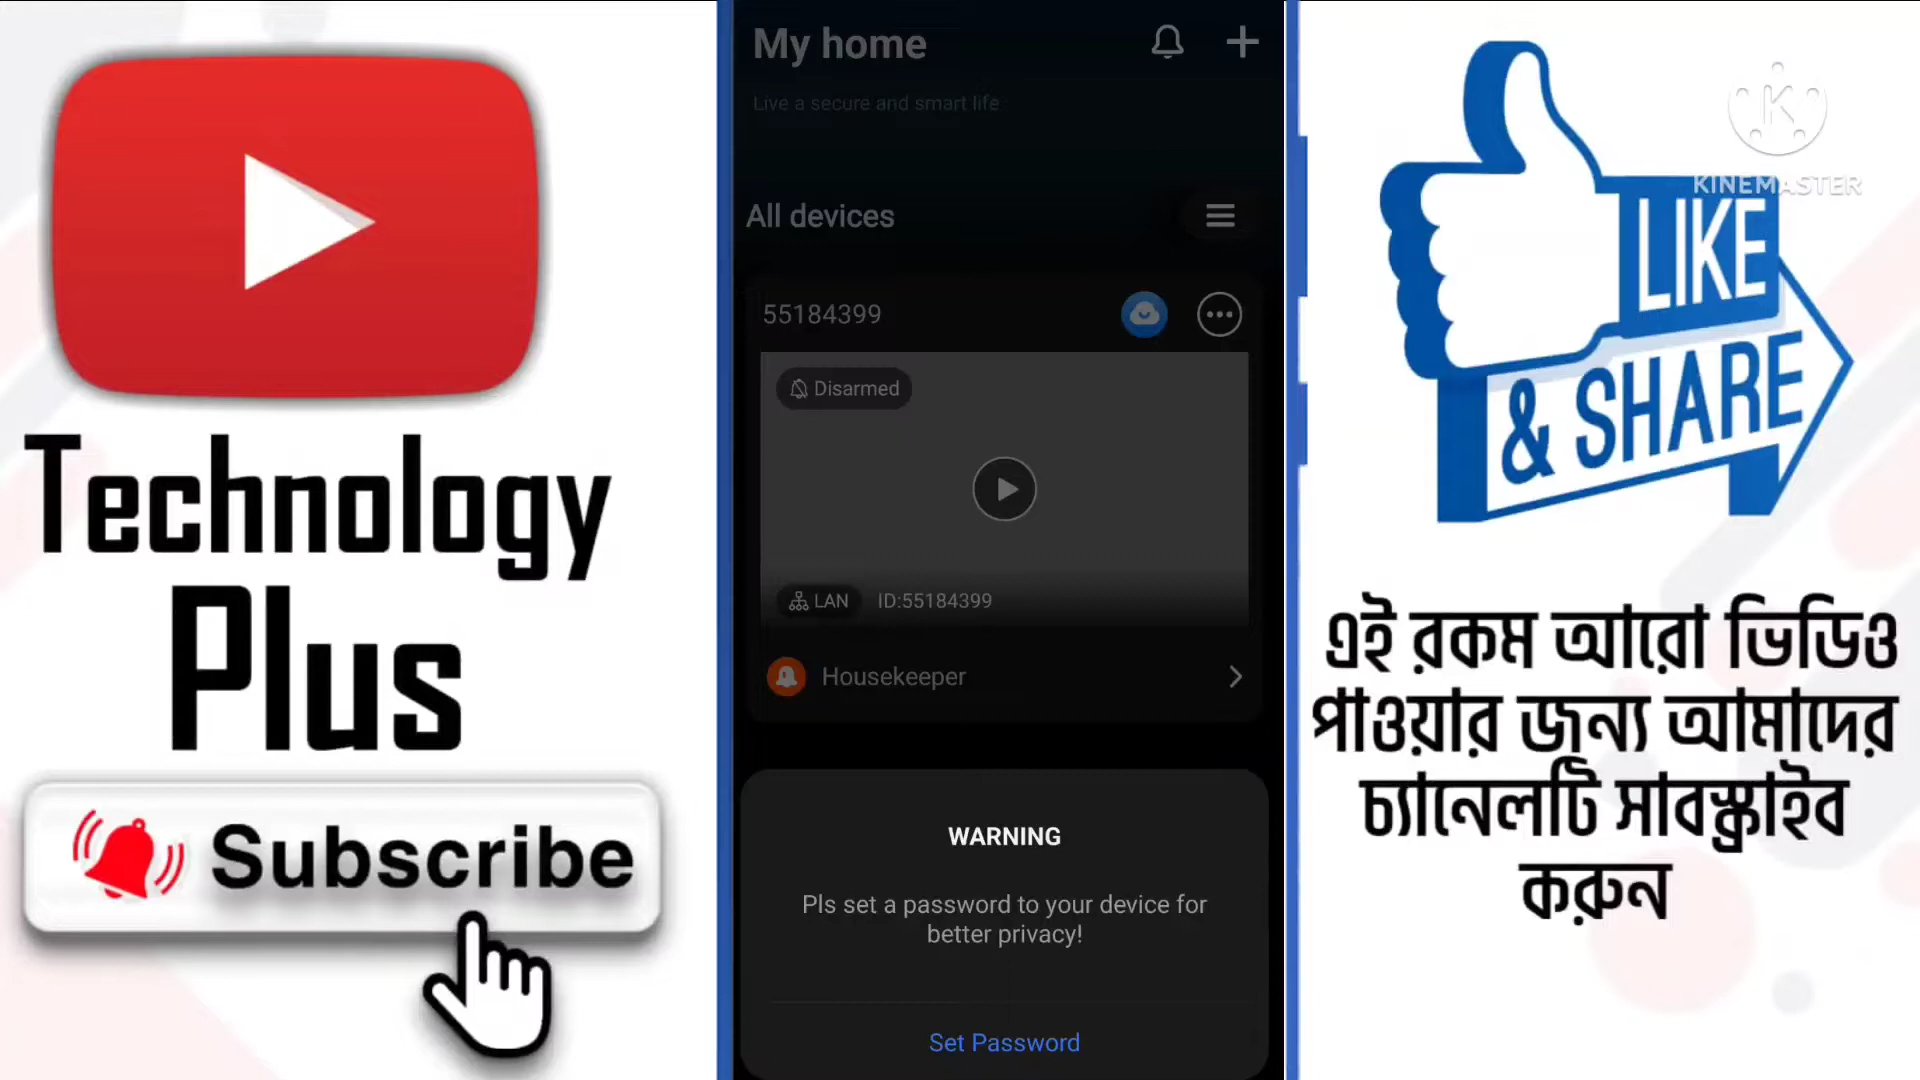 Technology
Plus
Subscribe
My home
Live a secure and smart life
All devices
55184399
Disarmed
LAN ID:55184399
Housekeeper
WARNING
Pls set a password to your device for
better privacy!
Set Password
KINEMASTER
LIKE
& SHARE
এই রকম আরো ভিডিও
পাওয়ার জন্য আমাদের
চ্যানেলটি সাবস্ক্রাইব
করুন